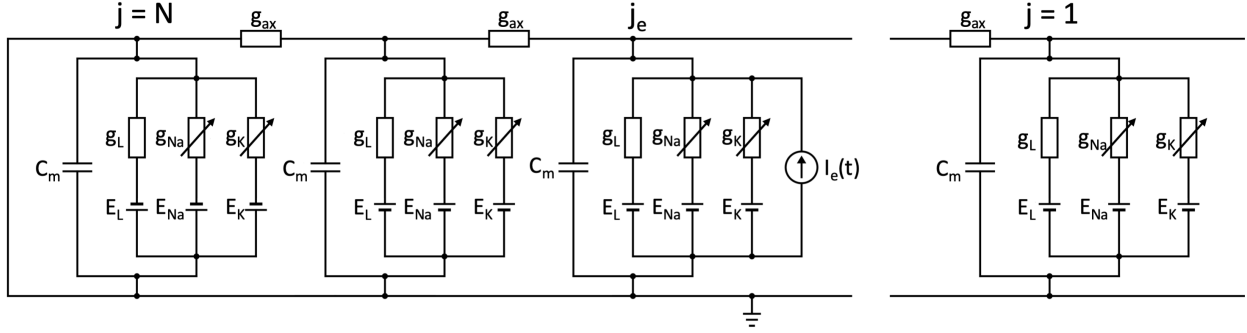 j = N
g_ax
g_ax
j_e
g_ax
j = 1
g_L g_Na g_K
g_L g_Na g_K
g_L g_Na g_K
g_L g_Na g_K
C_m
C_m
C_m
I_e(t)
C_m
E_L E_Na E_K
E_L E_Na E_K
E_L E_Na E_K
E_L E_Na E_K